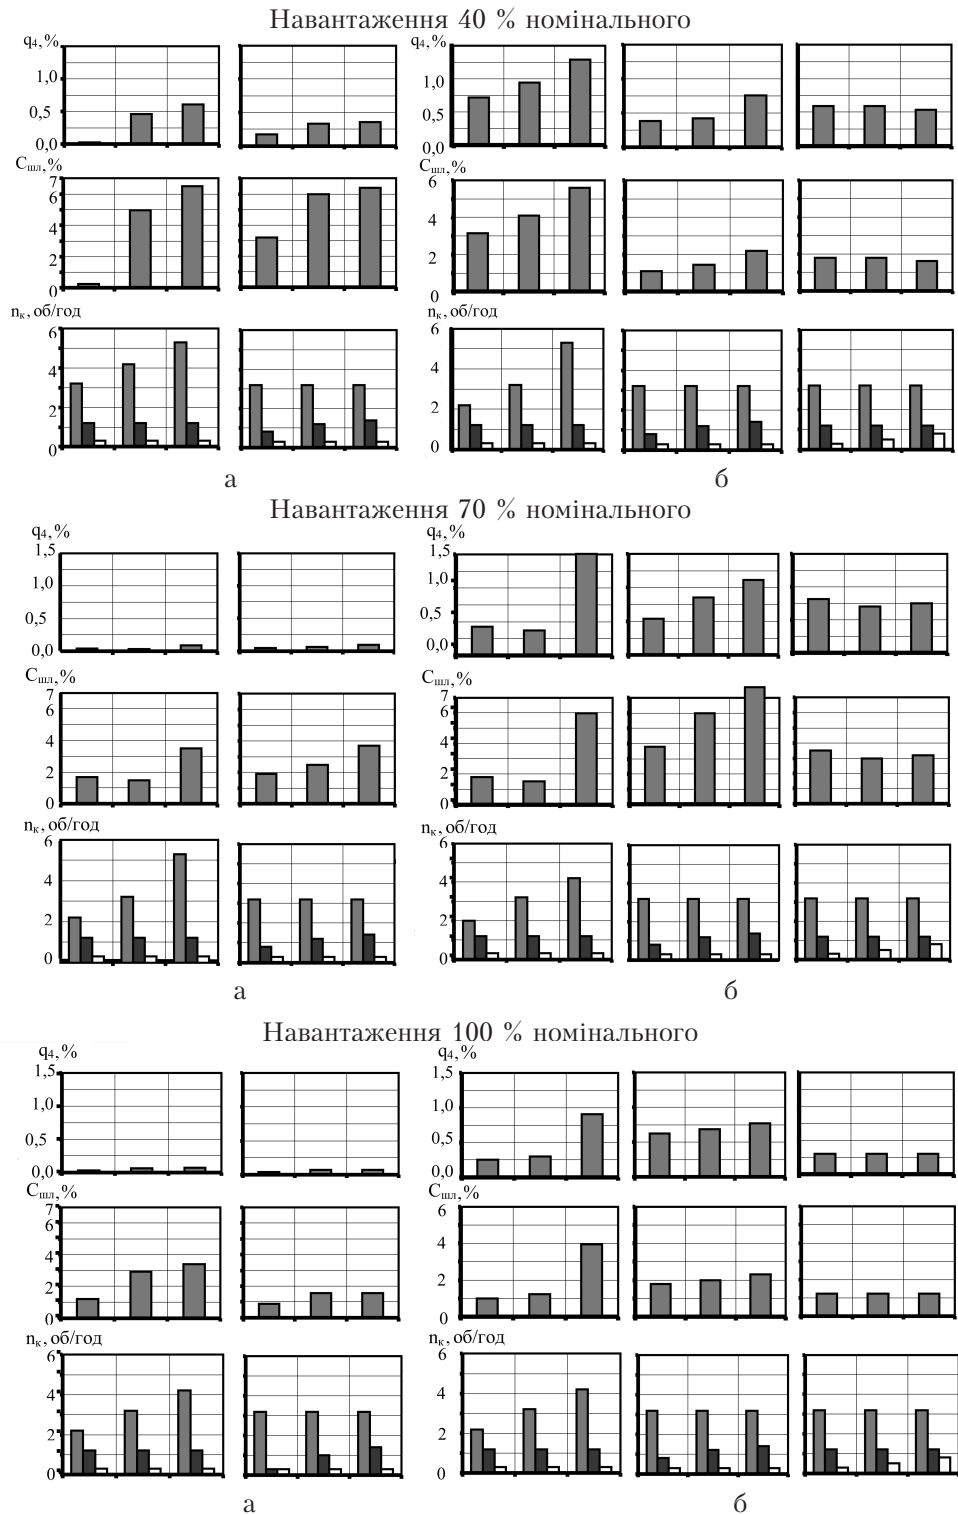 Навантаження 40 % номінального
q₄,%
1,0
0,5
0,0
q₄,%
1,0
0,5
0,0
Cшл,%
7
6
4
2
0
Cшл,%
6
4
2
0
nк, об/год
6
4
2
0
nк, об/год
6
4
2
0
а
б
Навантаження 70 % номінального
q₄,%
1,5
1,0
0,5
0,0
q₄,%
1,5
1,0
0,5
0,0
Cшл,%
7
6
4
2
0
Cшл,%
7
6
4
2
0
nк, об/год
6
4
2
0
nк, об/год
6
4
2
0
а
б
Навантаження 100 % номінального
q₄,%
1,5
1,0
0,5
0,0
q₄,%
1,5
1,0
0,5
0,0
Cшл,%
7
6
4
2
0
Cшл,%
6
4
2
0
nк, об/год
6
4
2
0
nк, об/год
6
4
2
0
а
б